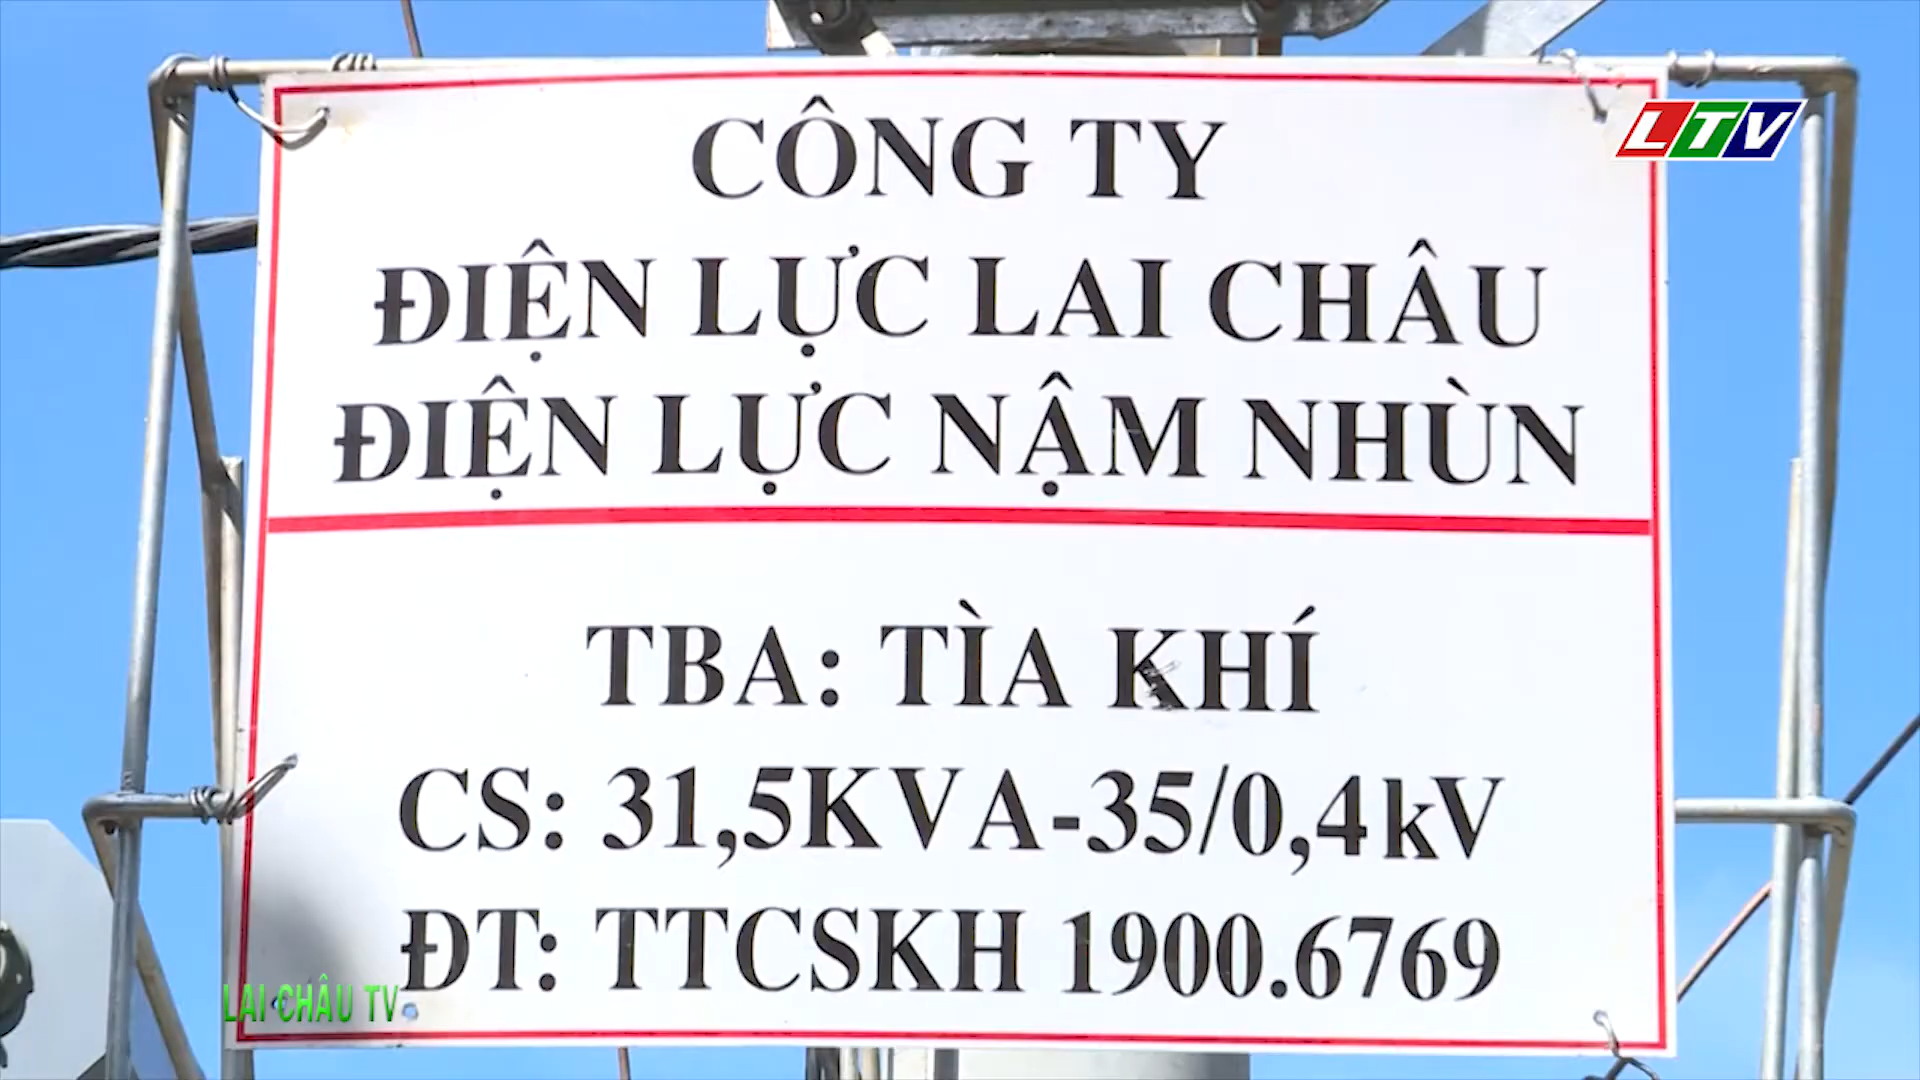 LTV
CÔNG TY
ĐIỆN LỰC LAI CHÂU
ĐIỆN LỰC NẬM NHÙN
TBA: TÌA KHÍ
CS: 31,5KVA-35/0,4kV
ĐT: TTCSKH 1900.6769
LAI CHÂU TV